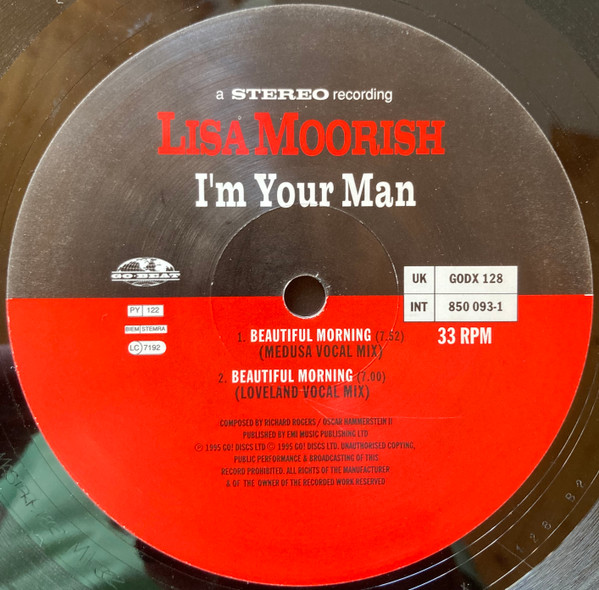 a STEREO recording
LISA MOORISH
I'm Your Man
GO·BEAT
UK GODX 128
INT 850 093-1
PY 122
BIEM STEMRA
LC 7192
33 RPM
1. BEAUTIFUL MORNING (7.52)
(MEDUSA VOCAL MIX)
2. BEAUTIFUL MORNING (7.00)
(LOVELAND VOCAL MIX)
COMPOSED BY RICHARD ROGERS / OSCAR HAMMERSTEIN II
PUBLISHED BY EMI MUSIC PUBLISHING LTD
℗ 1995 GO! DISCS LTD © 1995 GO! DISCS LTD. UNAUTHORISED COPYING,
PUBLIC PERFORMANCE & BROADCASTING OF THIS
RECORD PROHIBITED. ALL RIGHTS OF THE MANUFACTURER
& OF THE OWNER OF THE RECORDED WORK RESERVED